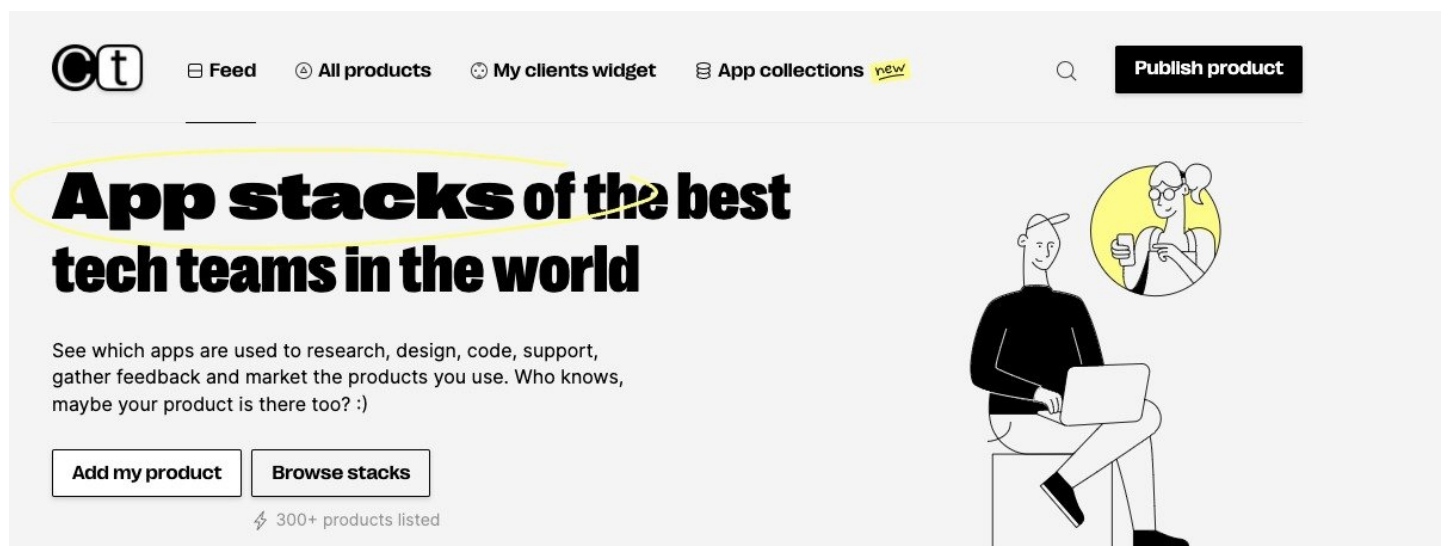 Ct
Feed
All products
My clients widget
App collections new
Publish product
App stacks of the best
tech teams in the world
See which apps are used to research, design, code, support,
gather feedback and market the products you use. Who knows,
maybe your product is there too? :)
Add my product
Browse stacks
300+ products listed